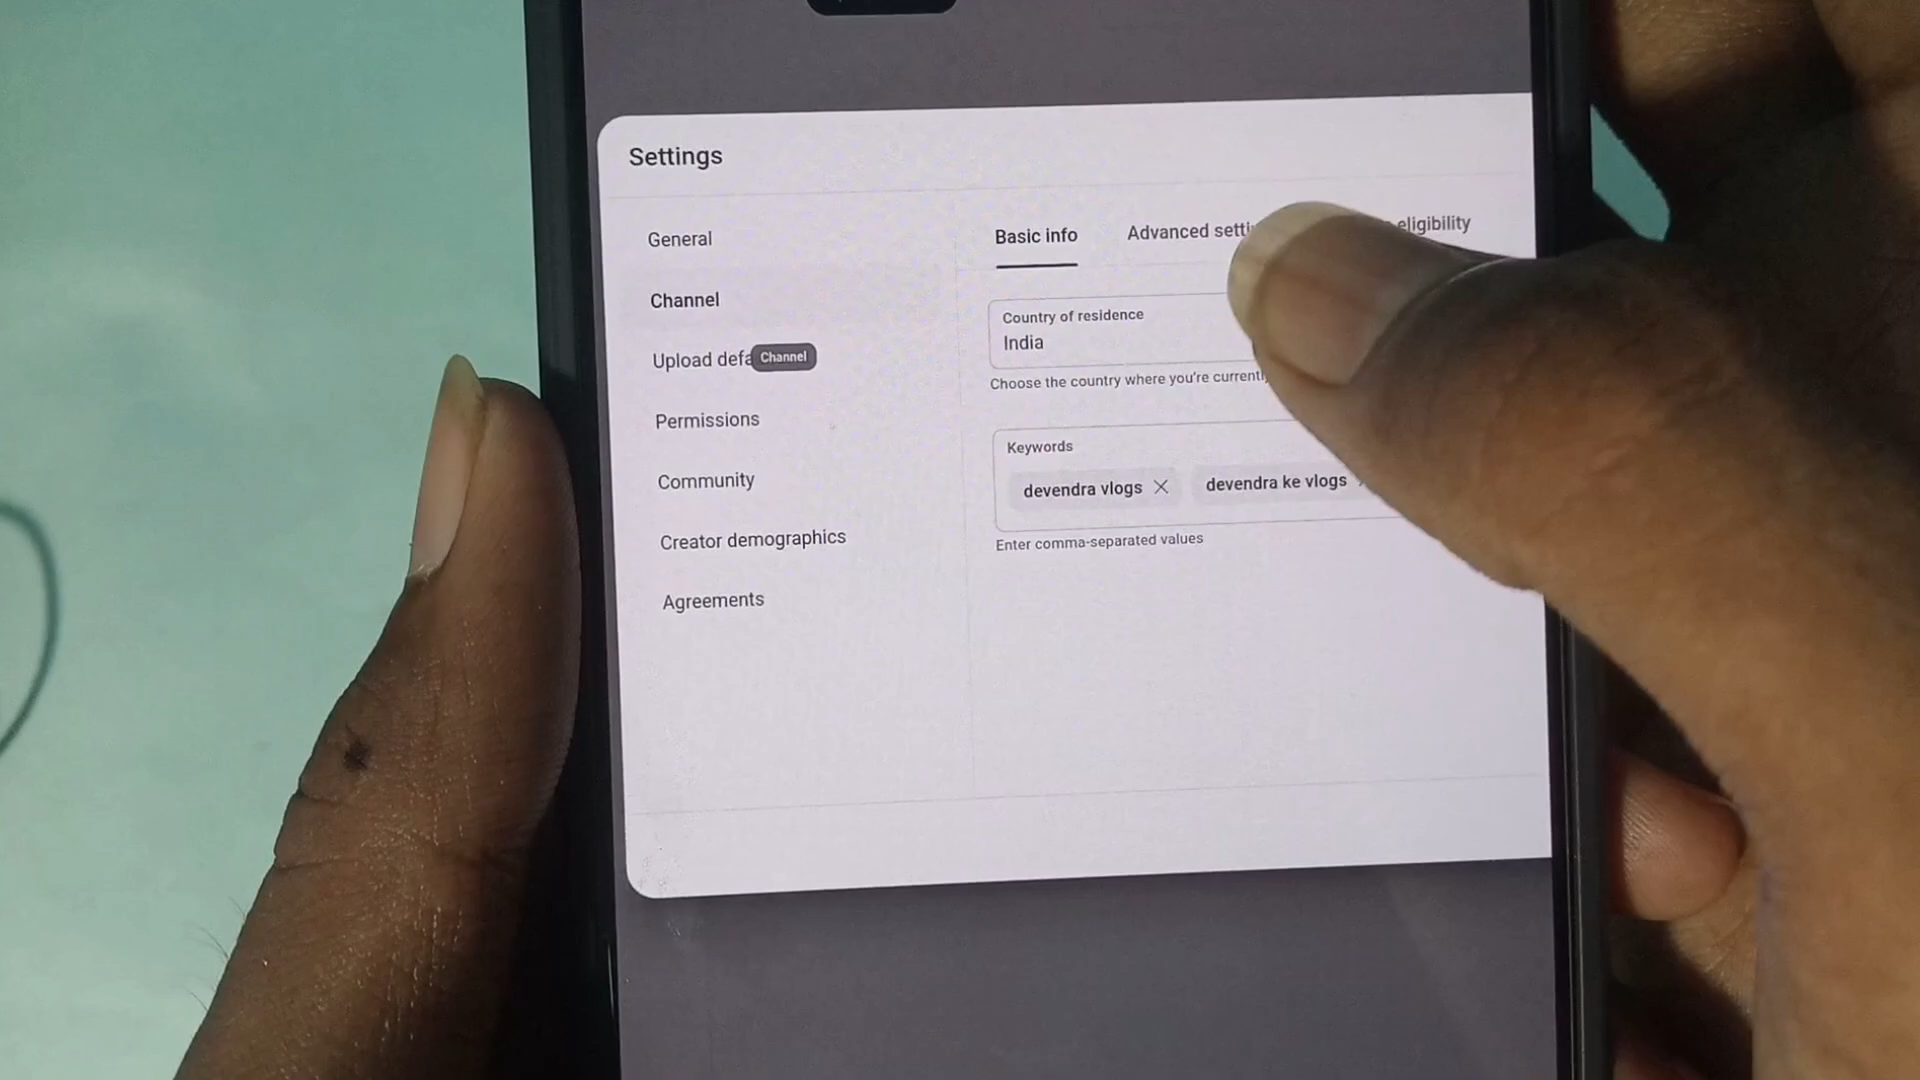 Settings
General
Channel
Upload defa
Channel
Permissions
Community
Creator demographics
Agreements
Basic info
Advanced setti
eligibility
Country of residence
India
Choose the country where you're currently
Keywords
devendra vlogs
devendra ke vlogs
Enter comma-separated values